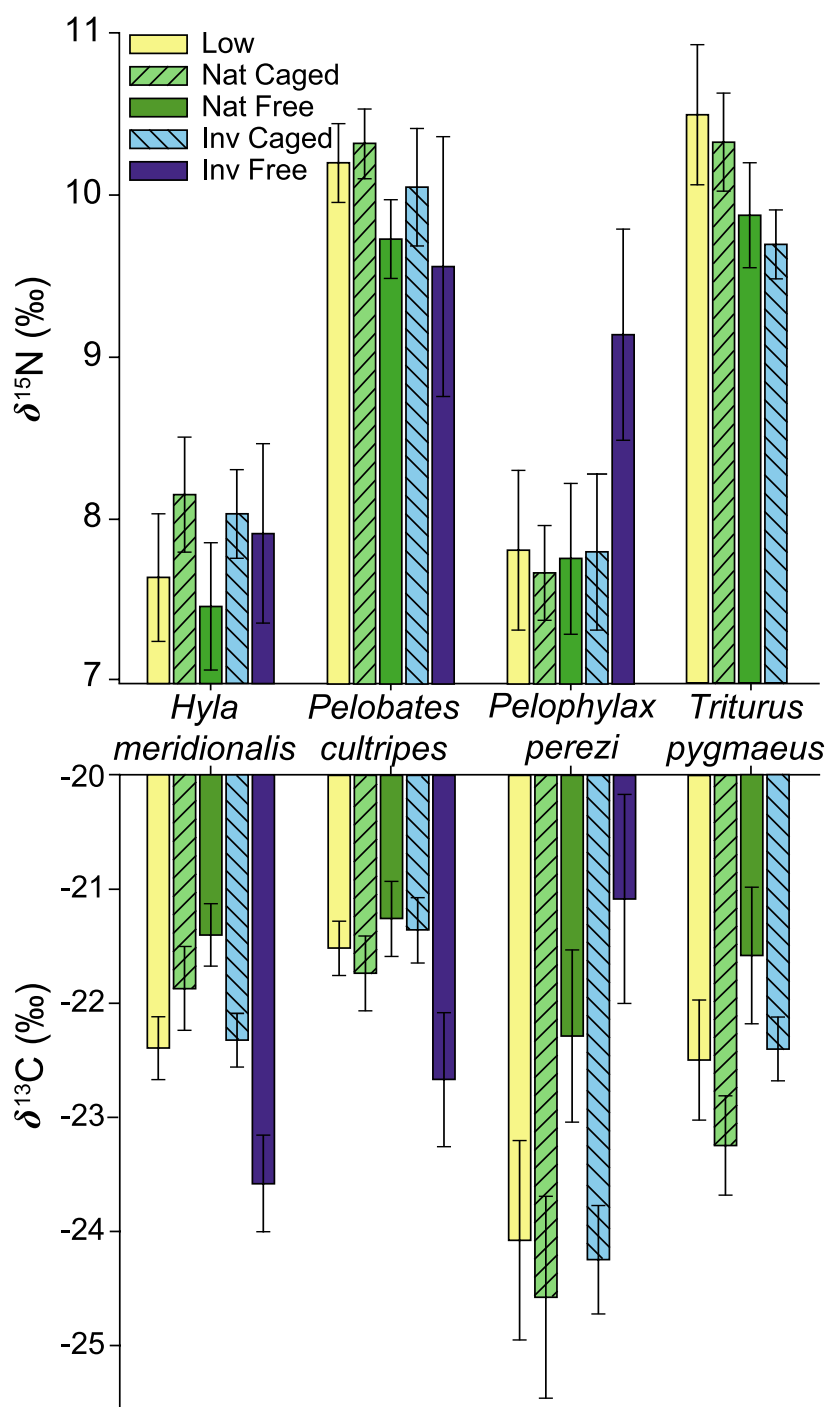 11
Low
Nat Caged
Nat Free
Inv Caged
Inv Free
10
δ¹⁵N (‰)
9
8
7
Hyla meridionalis
Pelobates cultripes
Pelophylax perezi
Triturus pygmaeus
-20
-21
-22
δ¹³C (‰)
-23
-24
-25